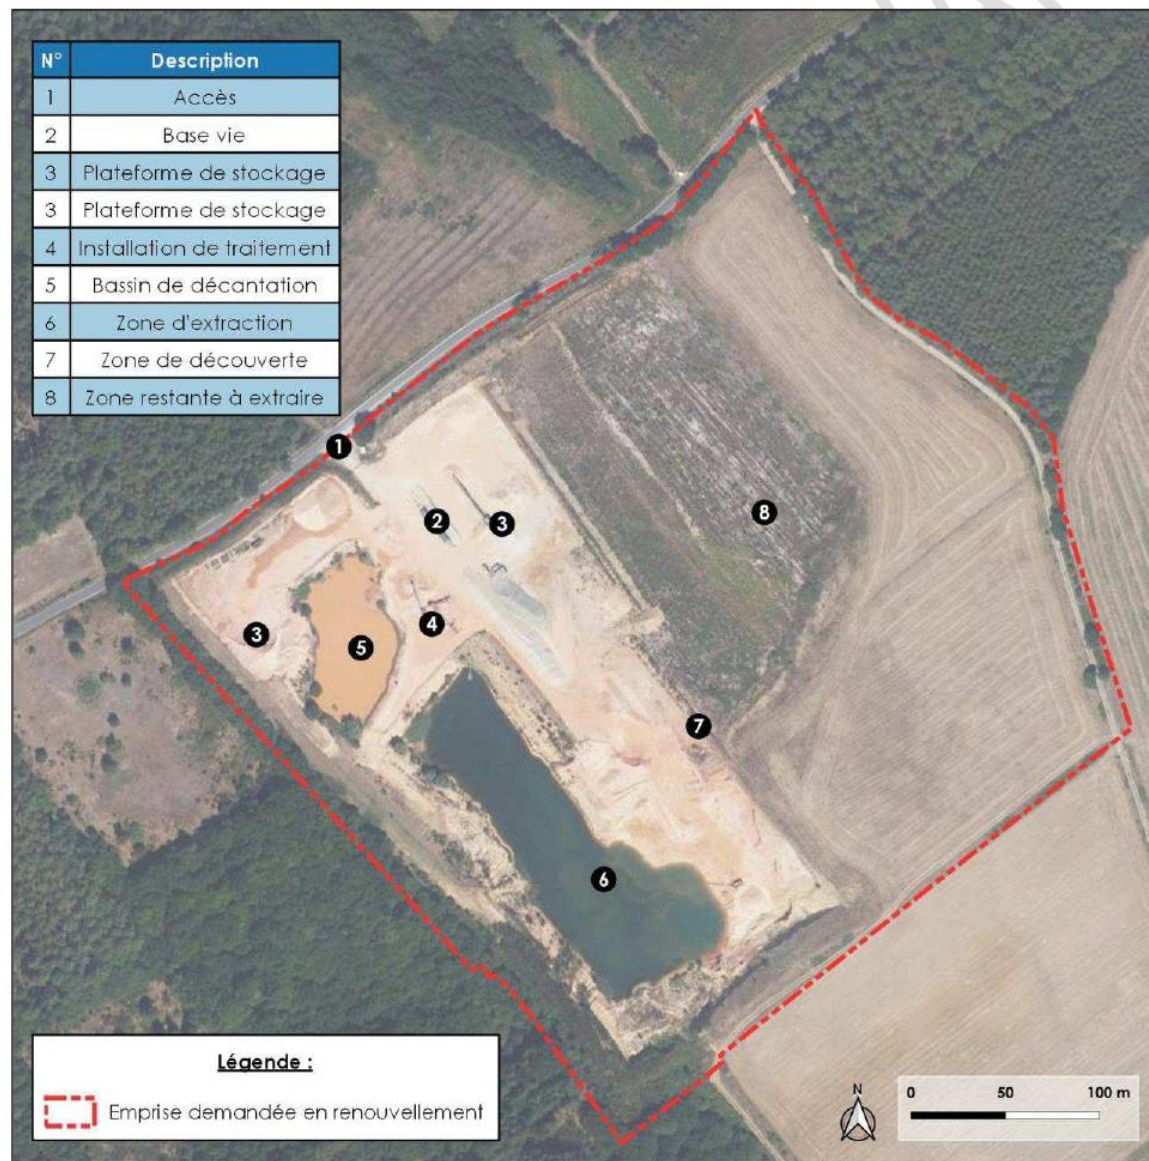 N° Description
1 Accès
2 Base vie
3 Plateforme de stockage
3 Plateforme de stockage
4 Installation de traitement
5 Bassin de décantation
6 Zone d'extraction
7 Zone de découverte
8 Zone restante à extraire
1
2
3
8
3
5
4
7
6
Légende :
Emprise demandée en renouvellement
N
0 50 100 m